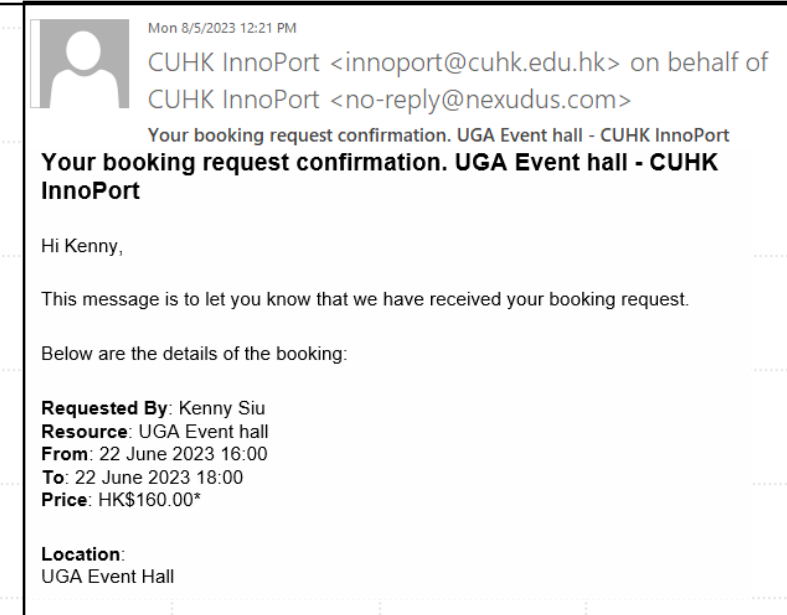 Mon 8/5/2023 12:21 PM
CUHK InnoPort <innoport@cuhk.edu.hk> on behalf of
CUHK InnoPort <no-reply@nexudus.com>
Your booking request confirmation. UGA Event hall - CUHK InnoPort
Your booking request confirmation. UGA Event hall - CUHK
InnoPort
Hi Kenny,
This message is to let you know that we have received your booking request.
Below are the details of the booking:
Requested By: Kenny Siu
Resource: UGA Event hall
From: 22 June 2023 16:00
To: 22 June 2023 18:00
Price: HK$160.00*
Location:
UGA Event Hall